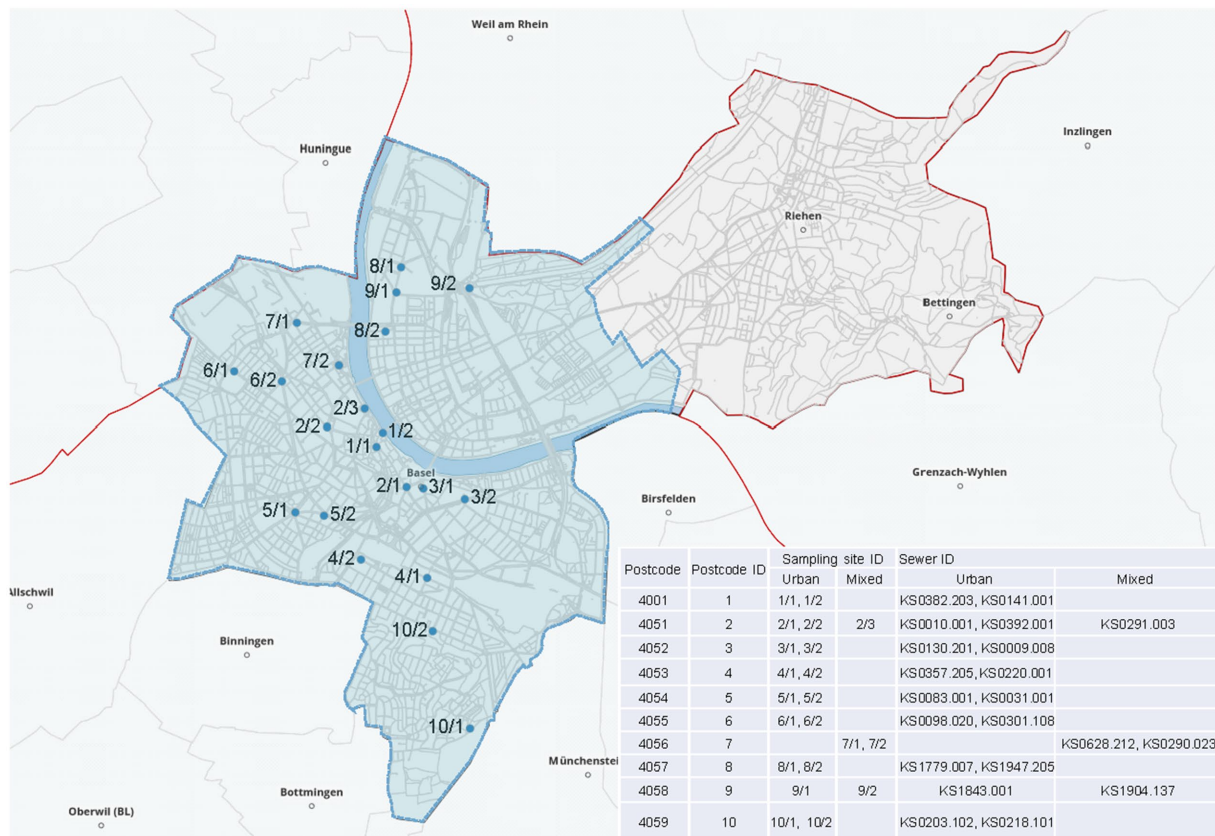 Weil am Rhein
Huningue
Inzlingen
Riehen
8/1
9/1
9/2
Bettingen
7/1
8/2
7/2
6/1
6/2
2/3
2/2
1/2
1/1
Basel
Grenzach-Wyhlen
2/1
3/1
3/2
Birsfelden
5/1
5/2
4/2
4/1
Allschwil
10/2
Binningen
10/1
Münchenstei
Bottmingen
Oberwil (BL)
Postcode Postcode ID Sampling site ID Sewer ID
Urban Mixed Urban Mixed
4001 1 1/1, 1/2 KS0382.203, KS0141.001
4051 2 2/1, 2/2 2/3 KS0010.001, KS0392.001 KS0291.003
4052 3 3/1, 3/2 KS0130.201, KS0009.008
4053 4 4/1, 4/2 KS0357.205, KS0220.001
4054 5 5/1, 5/2 KS0083.001, KS0031.001
4055 6 6/1, 6/2 KS0098.020, KS0301.108
4056 7 7/1, 7/2 KS0628.212, KS0290.023
4057 8 8/1, 8/2 KS1779.007, KS1947.205
4058 9 9/1 9/2 KS1843.001 KS1904.137
4059 10 10/1, 10/2 KS0203.102, KS0218.101